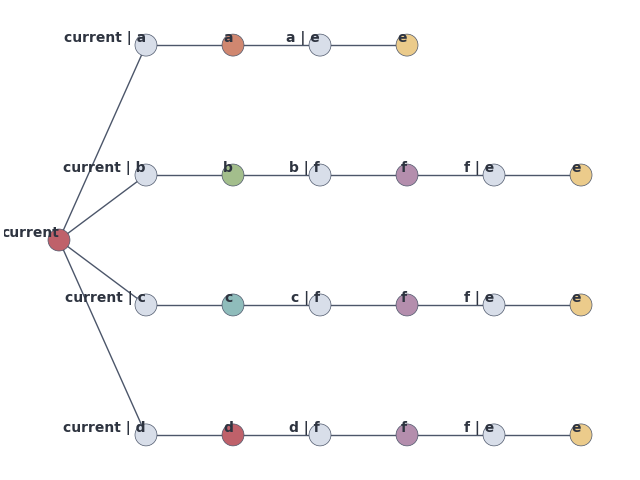 current | a a a | e e
current | b b b | f f f | e e
current
current | c c c | f f f | e e
current | d d d | f f f | e e